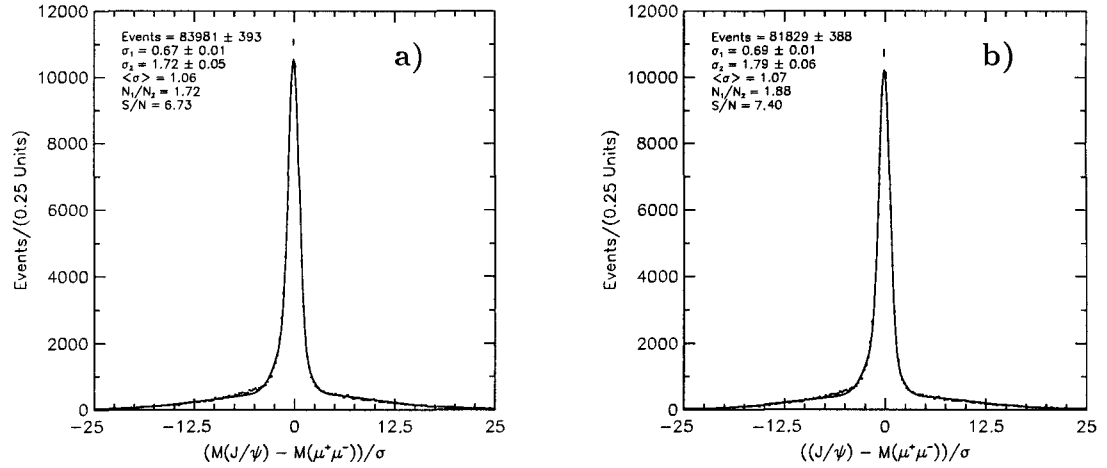 Events = 83981 ± 393
σ₁ = 0.67 ± 0.01
σ₂ = 1.72 ± 0.05
<σ> = 1.06
N₁/N₂ = 1.72
S/N = 6.73
a)
12000
10000
8000
6000
4000
2000
0
Events/(0.25 Units)
-25
-12.5
0
12.5
25
(M(J/ψ) - M(μ⁺μ⁻))/σ
Events = 81829 ± 388
σ₁ = 0.69 ± 0.01
σ₂ = 1.79 ± 0.06
<σ> = 1.07
N₁/N₂ = 1.88
S/N = 7.40
b)
12000
10000
8000
6000
4000
2000
0
Events/(0.25 Units)
-25
-12.5
0
12.5
25
((J/ψ) - M(μ⁺μ⁻))/σ